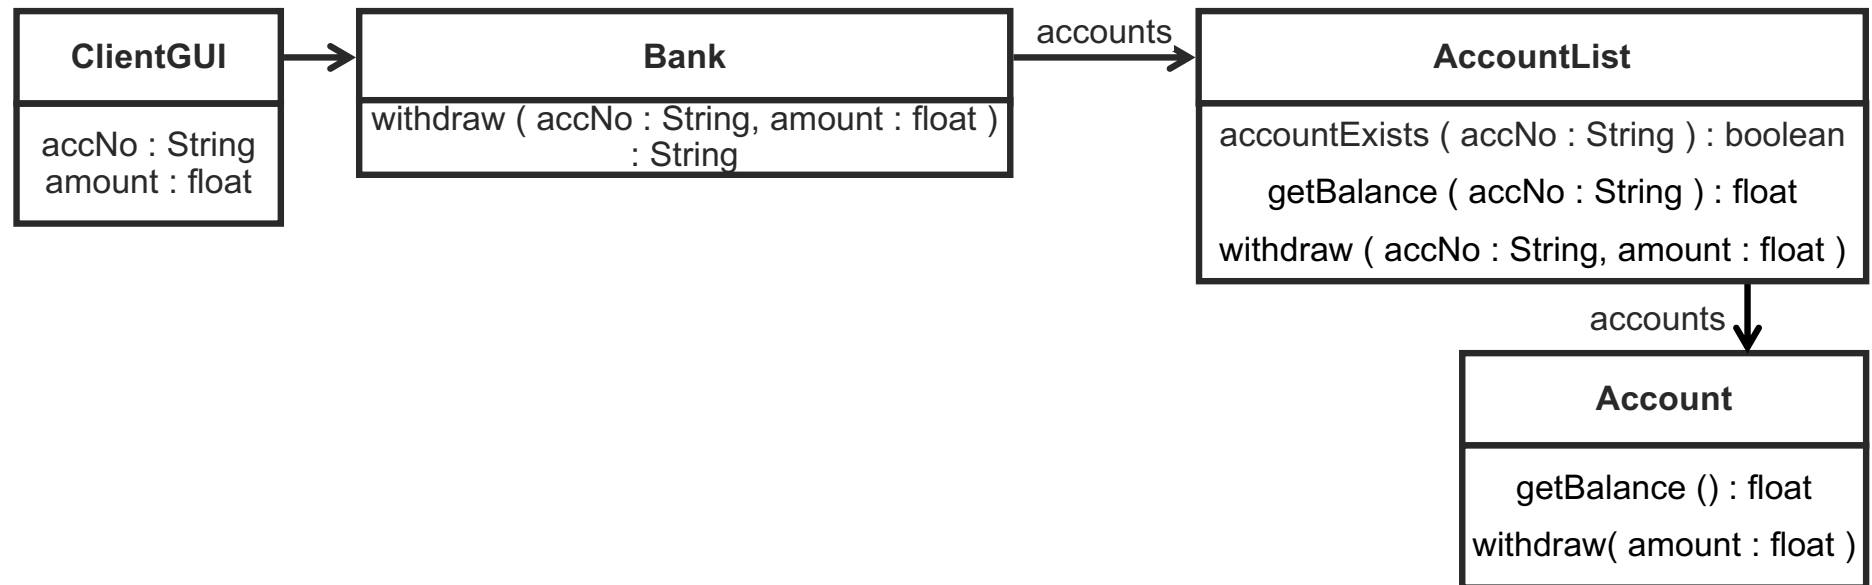 ClientGUI
accNo : String
amount : float
Bank
withdraw ( accNo : String, amount : float )
: String
accounts
AccountList
accountExists ( accNo : String ) : boolean
getBalance ( accNo : String ) : float
withdraw ( accNo : String, amount : float )
accounts
Account
getBalance () : float
withdraw( amount : float )